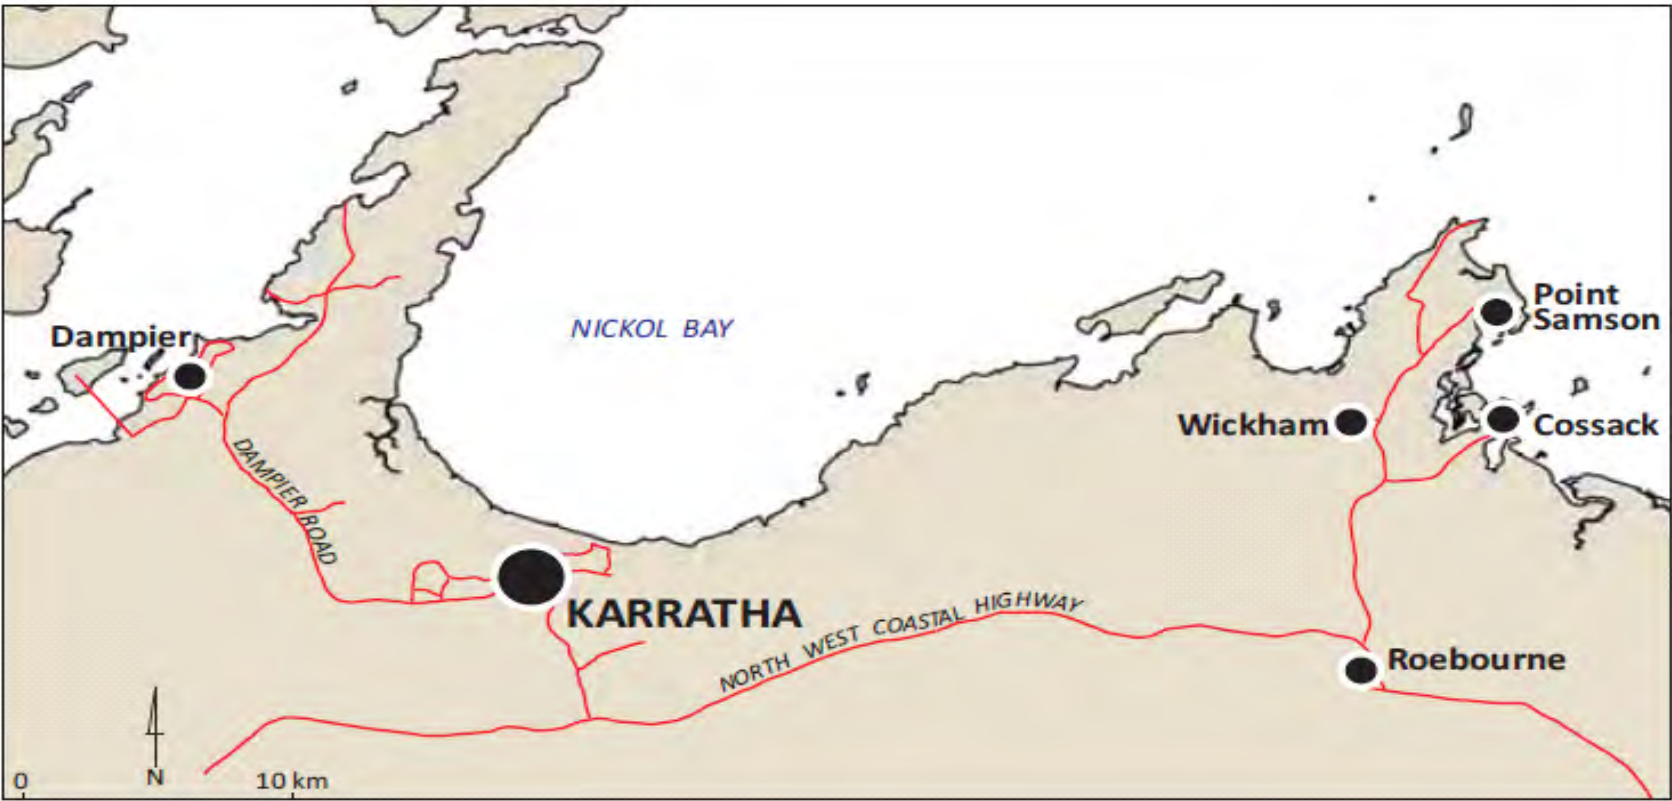 NICKOL BAY
Dampier
Point
Samson
Wickham
Cossack
DAMPIER ROAD
KARRATHA
NORTH WEST COASTAL HIGHWAY
Roebourne
0
N
10 km